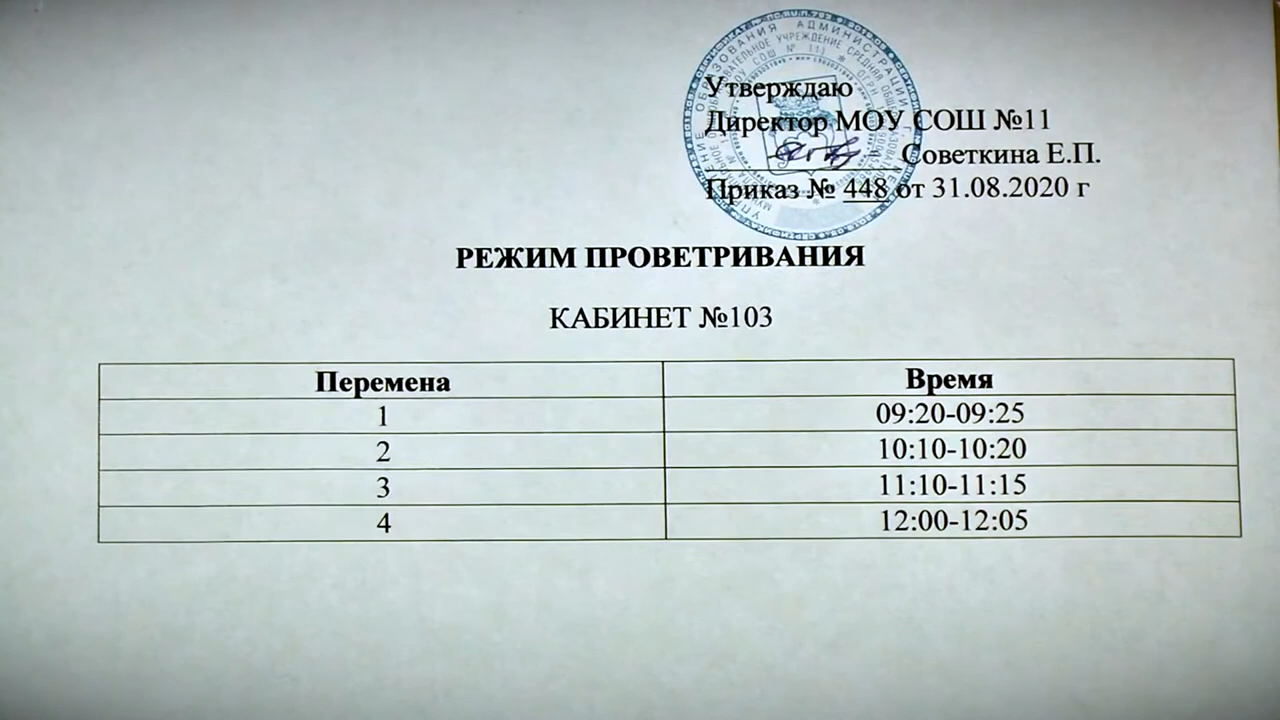 Утверждаю
Директор МОУ СОШ №11
Советкина Е.П.
Приказ № 448 от 31.08.2020 г
РЕЖИМ ПРОВЕТРИВАНИЯ
КАБИНЕТ №103
Перемена Время
1 09:20-09:25
2 10:10-10:20
3 11:10-11:15
4 12:00-12:05